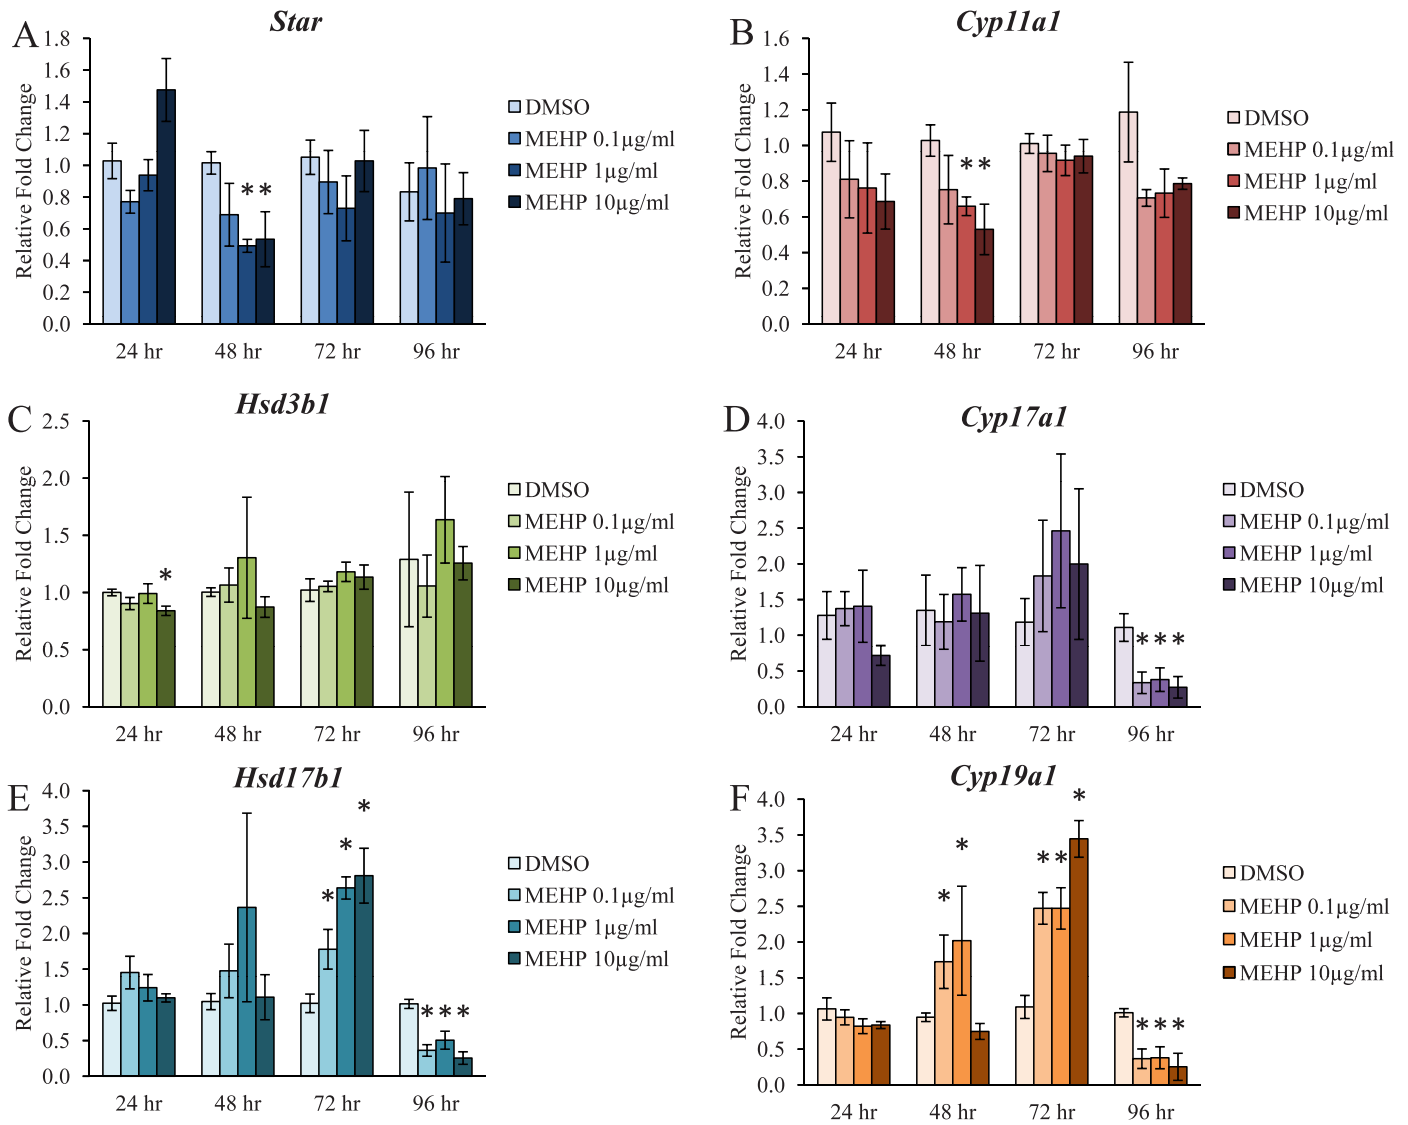 A
Star
1.8
1.6
1.4
1.2
1.0
0.8
0.6
0.4
0.2
0.0
Relative Fold Change
* *
24 hr 48 hr 72 hr 96 hr
DMSO
MEHP 0.1µg/ml
MEHP 1µg/ml
MEHP 10µg/ml
B
Cyp11a1
1.6
1.4
1.2
1.0
0.8
0.6
0.4
0.2
0.0
Relative Fold Change
* *
24 hr 48 hr 72 hr 96 hr
DMSO
MEHP 0.1µg/ml
MEHP 1µg/ml
MEHP 10µg/ml
C
Hsd3b1
2.5
2.0
1.5
1.0
0.5
0.0
Relative Fold Change
*
24 hr 48 hr 72 hr 96 hr
DMSO
MEHP 0.1µg/ml
MEHP 1µg/ml
MEHP 10µg/ml
D
Cyp17a1
4.0
3.5
3.0
2.5
2.0
1.5
1.0
0.5
0.0
Relative Fold Change
* * *
24 hr 48 hr 72 hr 96 hr
DMSO
MEHP 0.1µg/ml
MEHP 1µg/ml
MEHP 10µg/ml
E
Hsd17b1
4.0
3.5
3.0
2.5
2.0
1.5
1.0
0.5
0.0
Relative Fold Change
*
*
*
* * *
24 hr 48 hr 72 hr 96 hr
DMSO
MEHP 0.1µg/ml
MEHP 1µg/ml
MEHP 10µg/ml
F
Cyp19a1
4.0
3.5
3.0
2.5
2.0
1.5
1.0
0.5
0.0
Relative Fold Change
*
*
* *
*
* * *
24 hr 48 hr 72 hr 96 hr
DMSO
MEHP 0.1µg/ml
MEHP 1µg/ml
MEHP 10µg/ml